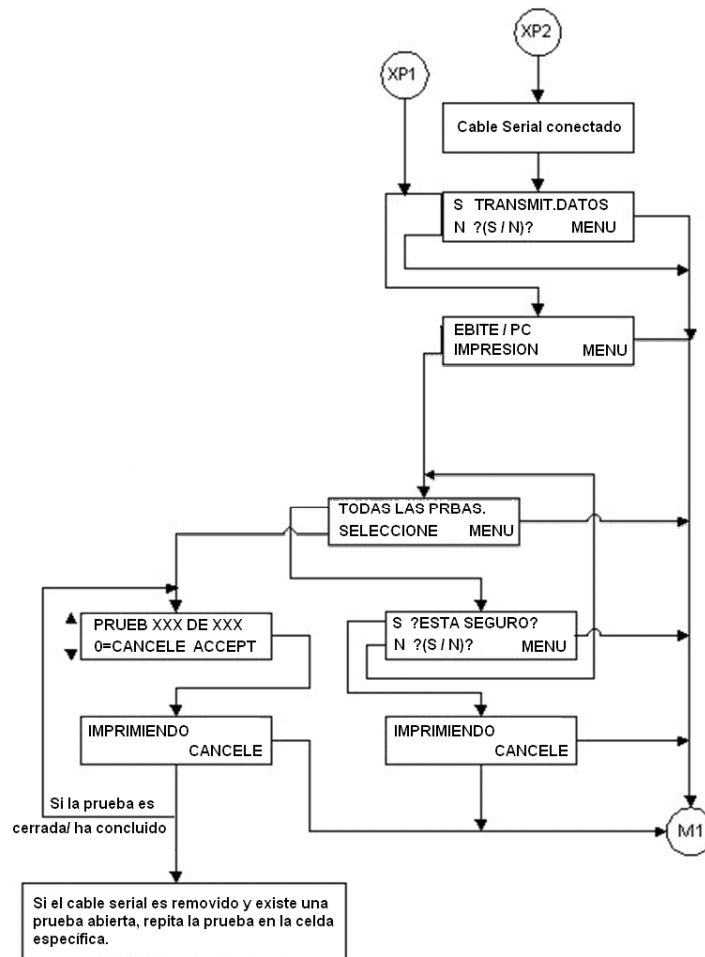 XP2
XP1
Cable Serial conectado
S TRANSMIT.DATOS
N ?(S / N)? MENU
EBITE / PC
IMPRESION MENU
TODAS LAS PRBAS.
SELECCIONE MENU
PRUEB XXX DE XXX
0=CANCELE ACCEPT
S ?ESTA SEGURO?
N ?(S / N)? MENU
IMPRIMIENDO
CANCELE
IMPRIMIENDO
CANCELE
Si la prueba es
cerrada/ ha concluido
M1
Si el cable serial es removido y existe una
prueba abierta, repita la prueba en la celda
específica.